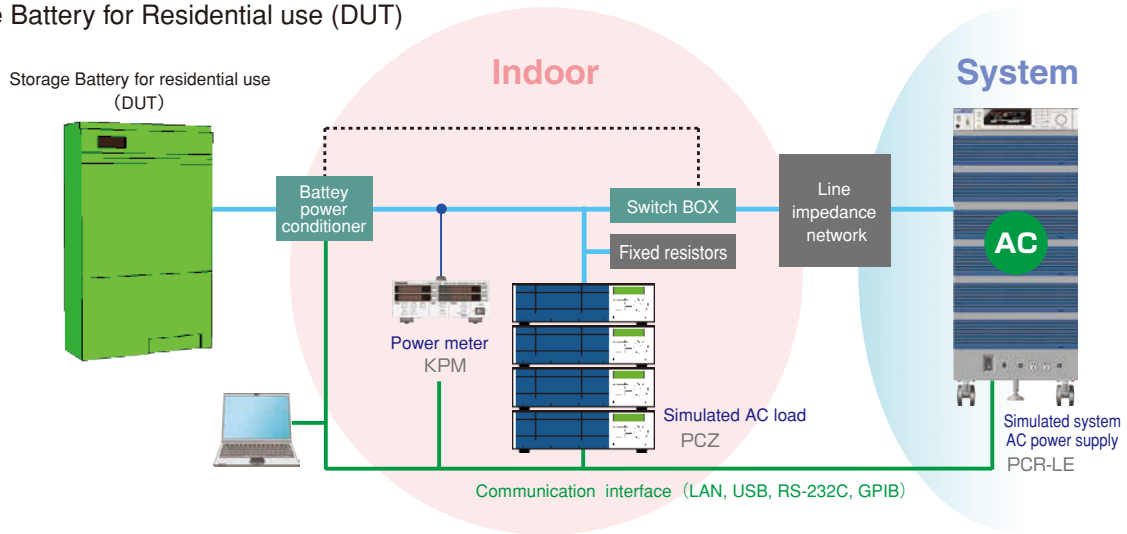 Battery for Residential use (DUT)
Indoor
System
Storage Battery for residential use
（DUT）
Battey
power
conditioner
Switch BOX
Fixed resistors
Line
impedance
network
AC
Power meter
KPM
Simulated AC load
PCZ
Simulated system
AC power supply
PCR-LE
Communication interface（LAN, USB, RS-232C, GPIB）